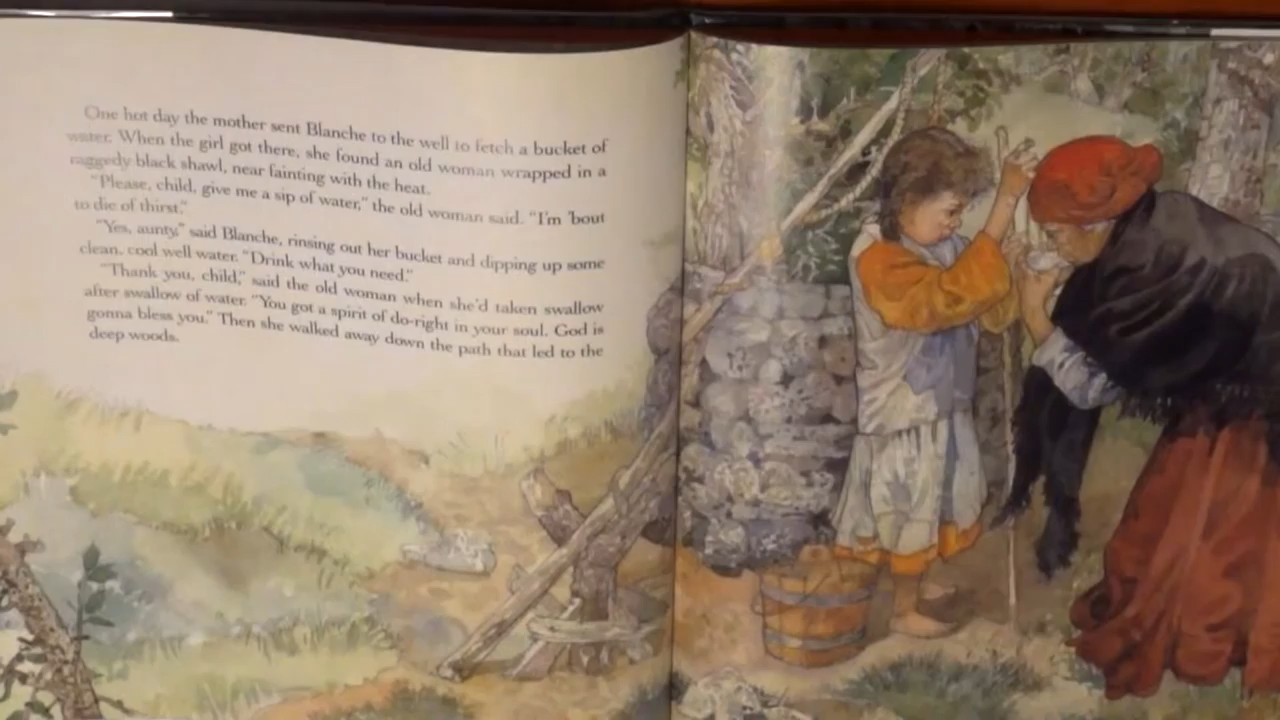 One hot day the mother sent Blanche to the well to fetch a bucket of
water. When the girl got there, she found an old woman wrapped in a
raggedy black shawl, near fainting with the heat.
"Please, child, give me a sip of water," the old woman said. "I'm 'bout
to die of thirst."
"Yes, aunty," said Blanche, rinsing out her bucket and dipping up some
clean, cool well water. "Drink what you need."
"Thank you, child," said the old woman when she'd taken swallow
after swallow of water. "You got a spirit of do-right in your soul. God is
gonna bless you." Then she walked away down the path that led to the
deep woods.